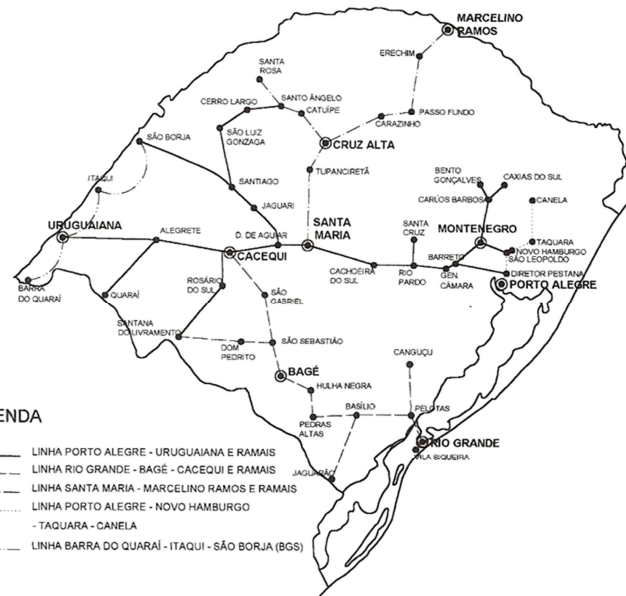 MARCELINO
RAMOS
ERECHIM
SANTA
ROSA
SANTO ÂNGELO
CERRO LARGO
CATUÍPE
PASSO FUNDO
CARAZINHO
SÃO LUIZ
GONZAGA
SÃO BORJA
CRUZ ALTA
TUPANCIRETÃ
ITAQUI
SANTIAGO
BENTO
GONÇALVES
CAXIAS DO SUL
CARLOS BARBOSA
CANELA
JAGUARI
URUGUAIANA
ALEGRETE
D. DE AGUIAR
SANTA
MARIA
SANTA
CRUZ
MONTENEGRO
TAQUARA
NOVO HAMBURGO
SÃO LEOPOLDO
CACEQUI
CACHOEIRA
DO SUL
RIO
PARDO
BARRETO
GEN.
CÂMARA
DIRETOR PESTANA
PORTO ALEGRE
BARRA
DO QUARAÍ
QUARAÍ
ROSÁRIO
DO SUL
SÃO
GABRIEL
SANTANA
DO LIVRAMENTO
DOM
PEDRITO
SÃO SEBASTIÃO
CANGUÇU
BAGÉ
HULHA NEGRA
BASÍLIO
PELOTAS
PEDRAS
ALTAS
RIO GRANDE
VILA SIQUEIRA
JAGUARÃO
ENDA
LINHA PORTO ALEGRE - URUGUAIANA E RAMAIS
LINHA RIO GRANDE - BAGÉ - CACEQUI E RAMAIS
LINHA SANTA MARIA - MARCELINO RAMOS E RAMAIS
LINHA PORTO ALEGRE - NOVO HAMBURGO
- TAQUARA - CANELA
LINHA BARRA DO QUARAÍ - ITAQUI - SÃO BORJA (BGS)